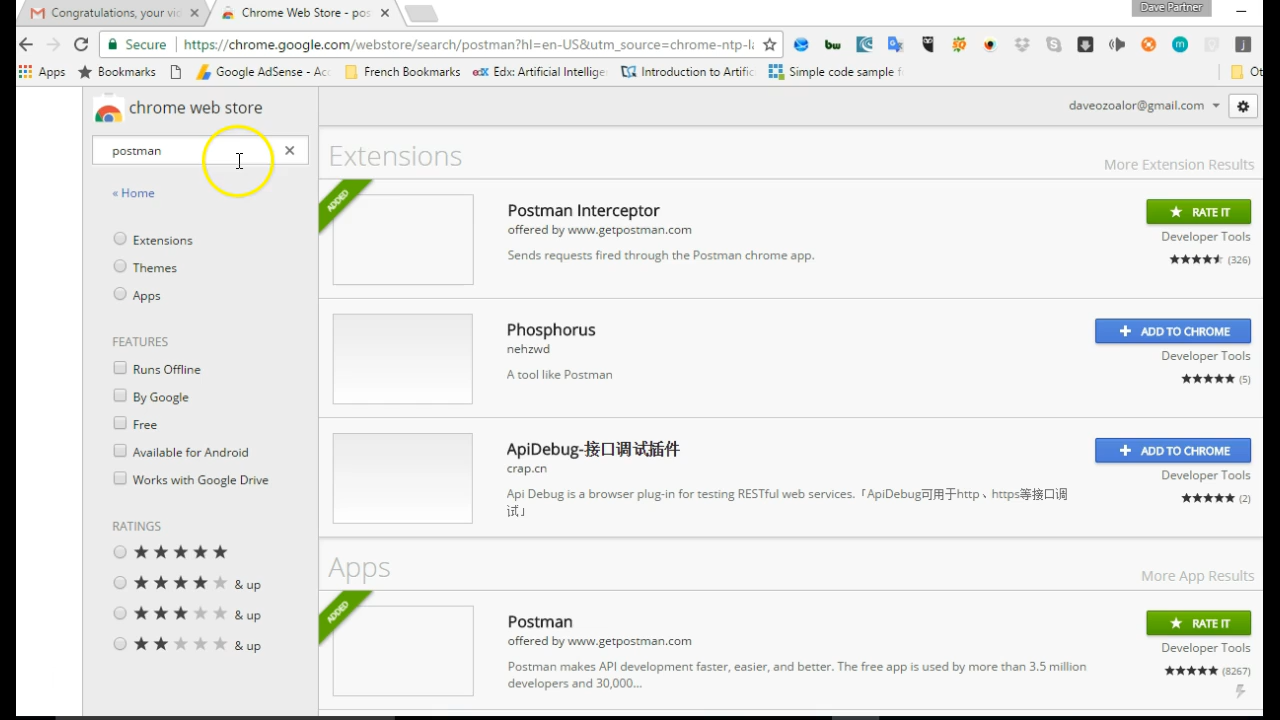 Congratulations, your vi
Chrome Web Store - pos
Dave Partner
Secure
https://chrome.google.com/webstore/search/postman?hl=en-US&utm_source=chrome-ntp-l
Apps
Bookmarks
Google AdSense - Acc
French Bookmark
edX: Artificial Intellige
Introduction to Artific
Simple code sample f
Ot
chrome web store
daveozoalor@gmail.com
postman
« Home
Extensions
Themes
Apps
FEATURES
Runs Offline
By Google
Free
Available for Android
Works with Google Drive
RATINGS
& up
& up
& up
Extensions
More Extension Results
ADDED
Postman Interceptor
offered by www.getpostman.com
Sends requests fired through the Postman chrome app.
RATE IT
Developer Tools
(326)
Phosphorus
nehzwd
A tool like Postman
ADD TO CHROME
Developer Tools
(5)
ApiDebug-接口调试插件
crap.cn
Api Debug is a browser plug-in for testing RESTful web services.「ApiDebug可用于http、https等接口调
试」
ADD TO CHROME
Developer Tools
(2)
Apps
More App Results
ADDED
Postman
offered by www.getpostman.com
Postman makes API development faster, easier, and better. The free app is used by more than 3.5 million
developers and 30,000...
RATE IT
Developer Tools
(8267)